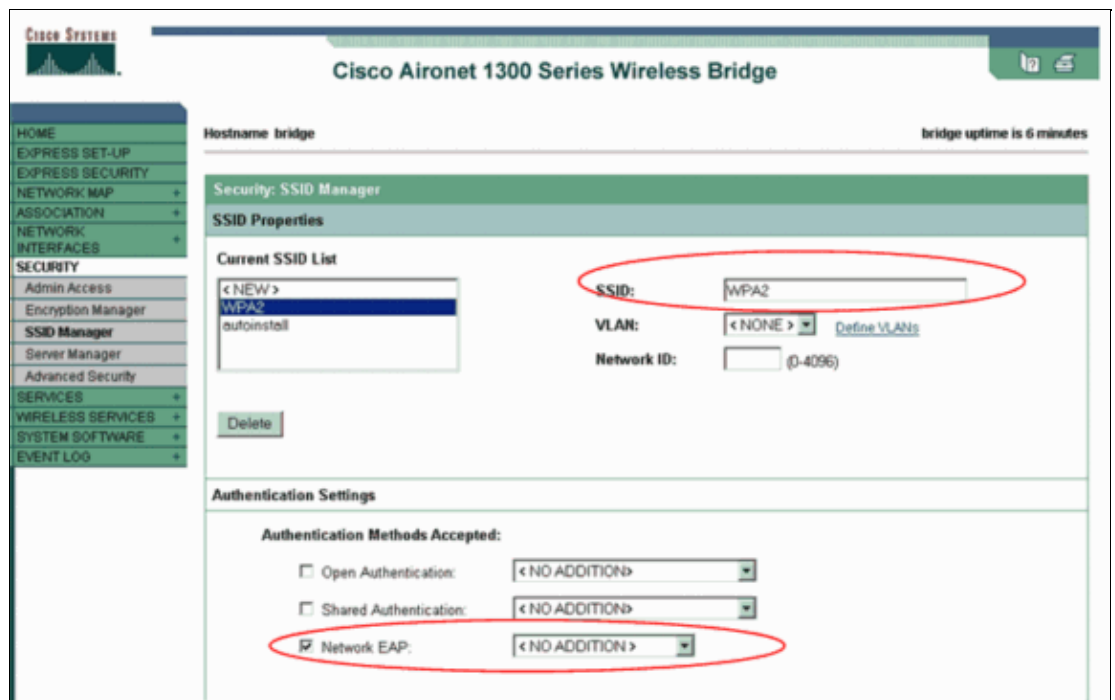 CISCO SYSTEMS
Cisco Aironet 1300 Series Wireless Bridge
HOME
EXPRESS SET-UP
EXPRESS SECURITY
NETWORK MAP +
ASSOCIATION +
NETWORK INTERFACES +
SECURITY
Admin Access
Encryption Manager
SSID Manager
Server Manager
Advanced Security
SERVICES +
WIRELESS SERVICES +
SYSTEM SOFTWARE +
EVENT LOG +
Hostname bridge
bridge uptime is 6 minutes
Security: SSID Manager
SSID Properties
Current SSID List
< NEW >
WPA2
autoinstall
Delete
SSID: WPA2
VLAN: < NONE > Define VLANs
Network ID: (0-4096)
Authentication Settings
Authentication Methods Accepted:
Open Authentication: < NO ADDITION>
Shared Authentication: < NO ADDITION>
Network EAP: < NO ADDITION >